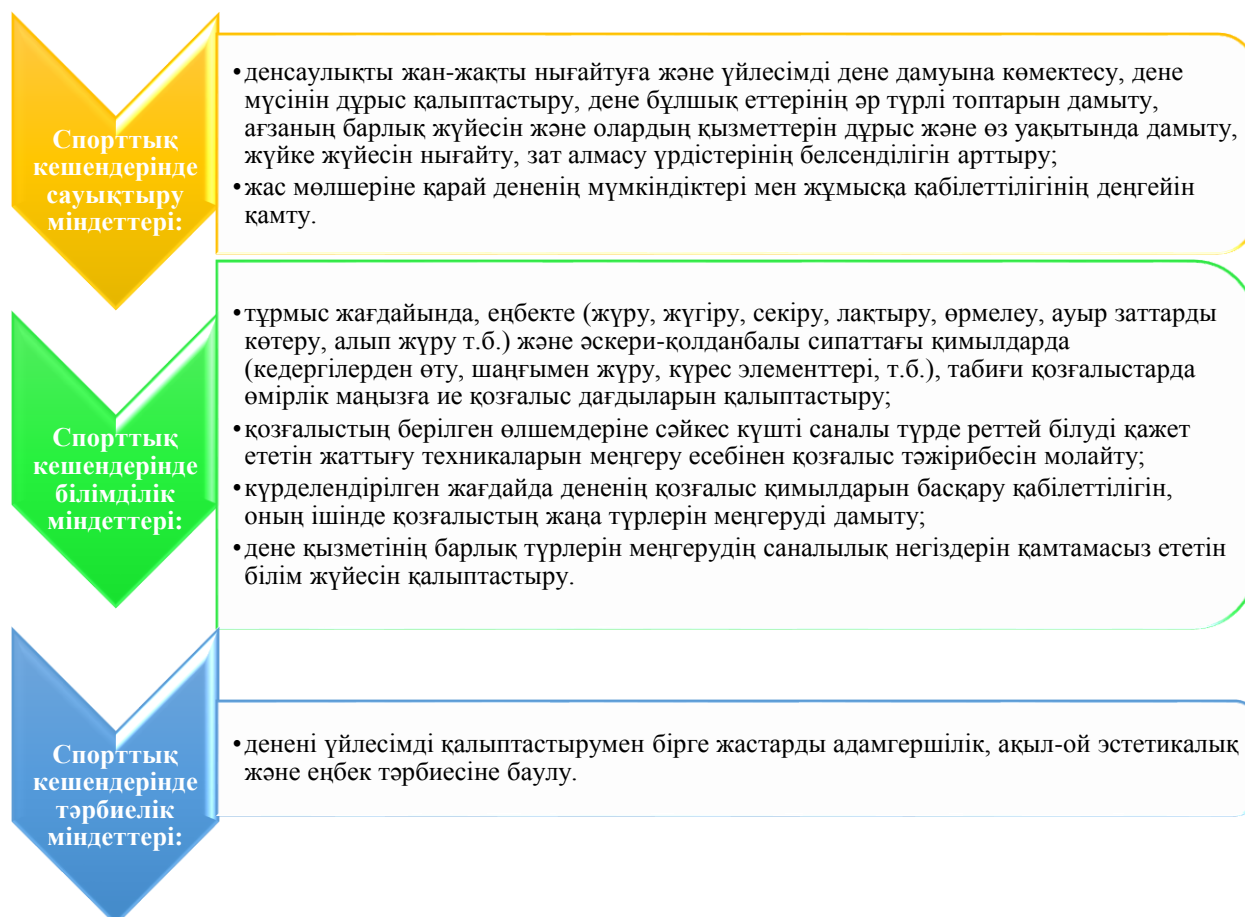 Спорттық
кешендерінде
сауықтыру
міндеттері:
•денсаулықты жан-жақты нығайтуға және үйлесімді дене дамуына көмектесу, дене
мүсінін дұрыс қалыптастыру, дене бұлшық еттерінің әр түрлі топтарын дамыту,
ағзаның барлық жүйесін және олардың қызметтерін дұрыс және өз уақытында дамыту,
жүйке жүйесін нығайту, зат алмасу үрдістерінің белсенділігін арттыру;
•жас мөлшеріне қарай дененің мүмкіндіктері мен жұмысқа қабілеттілігінің деңгейін
қамту.
Спорттық
кешендерінде
білімділік
міндеттері:
•тұрмыс жағдайында, еңбекте (жүру, жүгіру, секіру, лақтыру, өрмелеу, ауыр заттарды
көтеру, алып жүру т.б.) және әскери-қолданбалы сипаттағы қимылдарда
(кедергілерден өту, шаңғымен жүру, күрес элементтері, т.б.), табиғи қозғалыстарда
өмірлік маңызға ие қозғалыс дағдыларын қалыптастыру;
•қозғалыстың берілген өлшемдеріне сәйкес күшті саналы түрде реттей білуді қажет
ететін жаттығу техникаларын меңгеру есебінен қозғалыс тәжірибесін молайту;
•күрделендірілген жағдайда дененің қозғалыс қимылдарын басқару қабілеттілігін,
оның ішінде қозғалыстың жаңа түрлерін меңгеруді дамыту;
•дене қызметінің барлық түрлерін меңгерудің саналылық негіздерін қамтамасыз ететін
білім жүйесін қалыптастыру.
Спорттық
кешендерінде
тәрбиелік
міндеттері:
•денені үйлесімді қалыптастырумен бірге жастарды адамгершілік, ақыл-ой эстетикалық
және еңбек тәрбиесіне баулу.